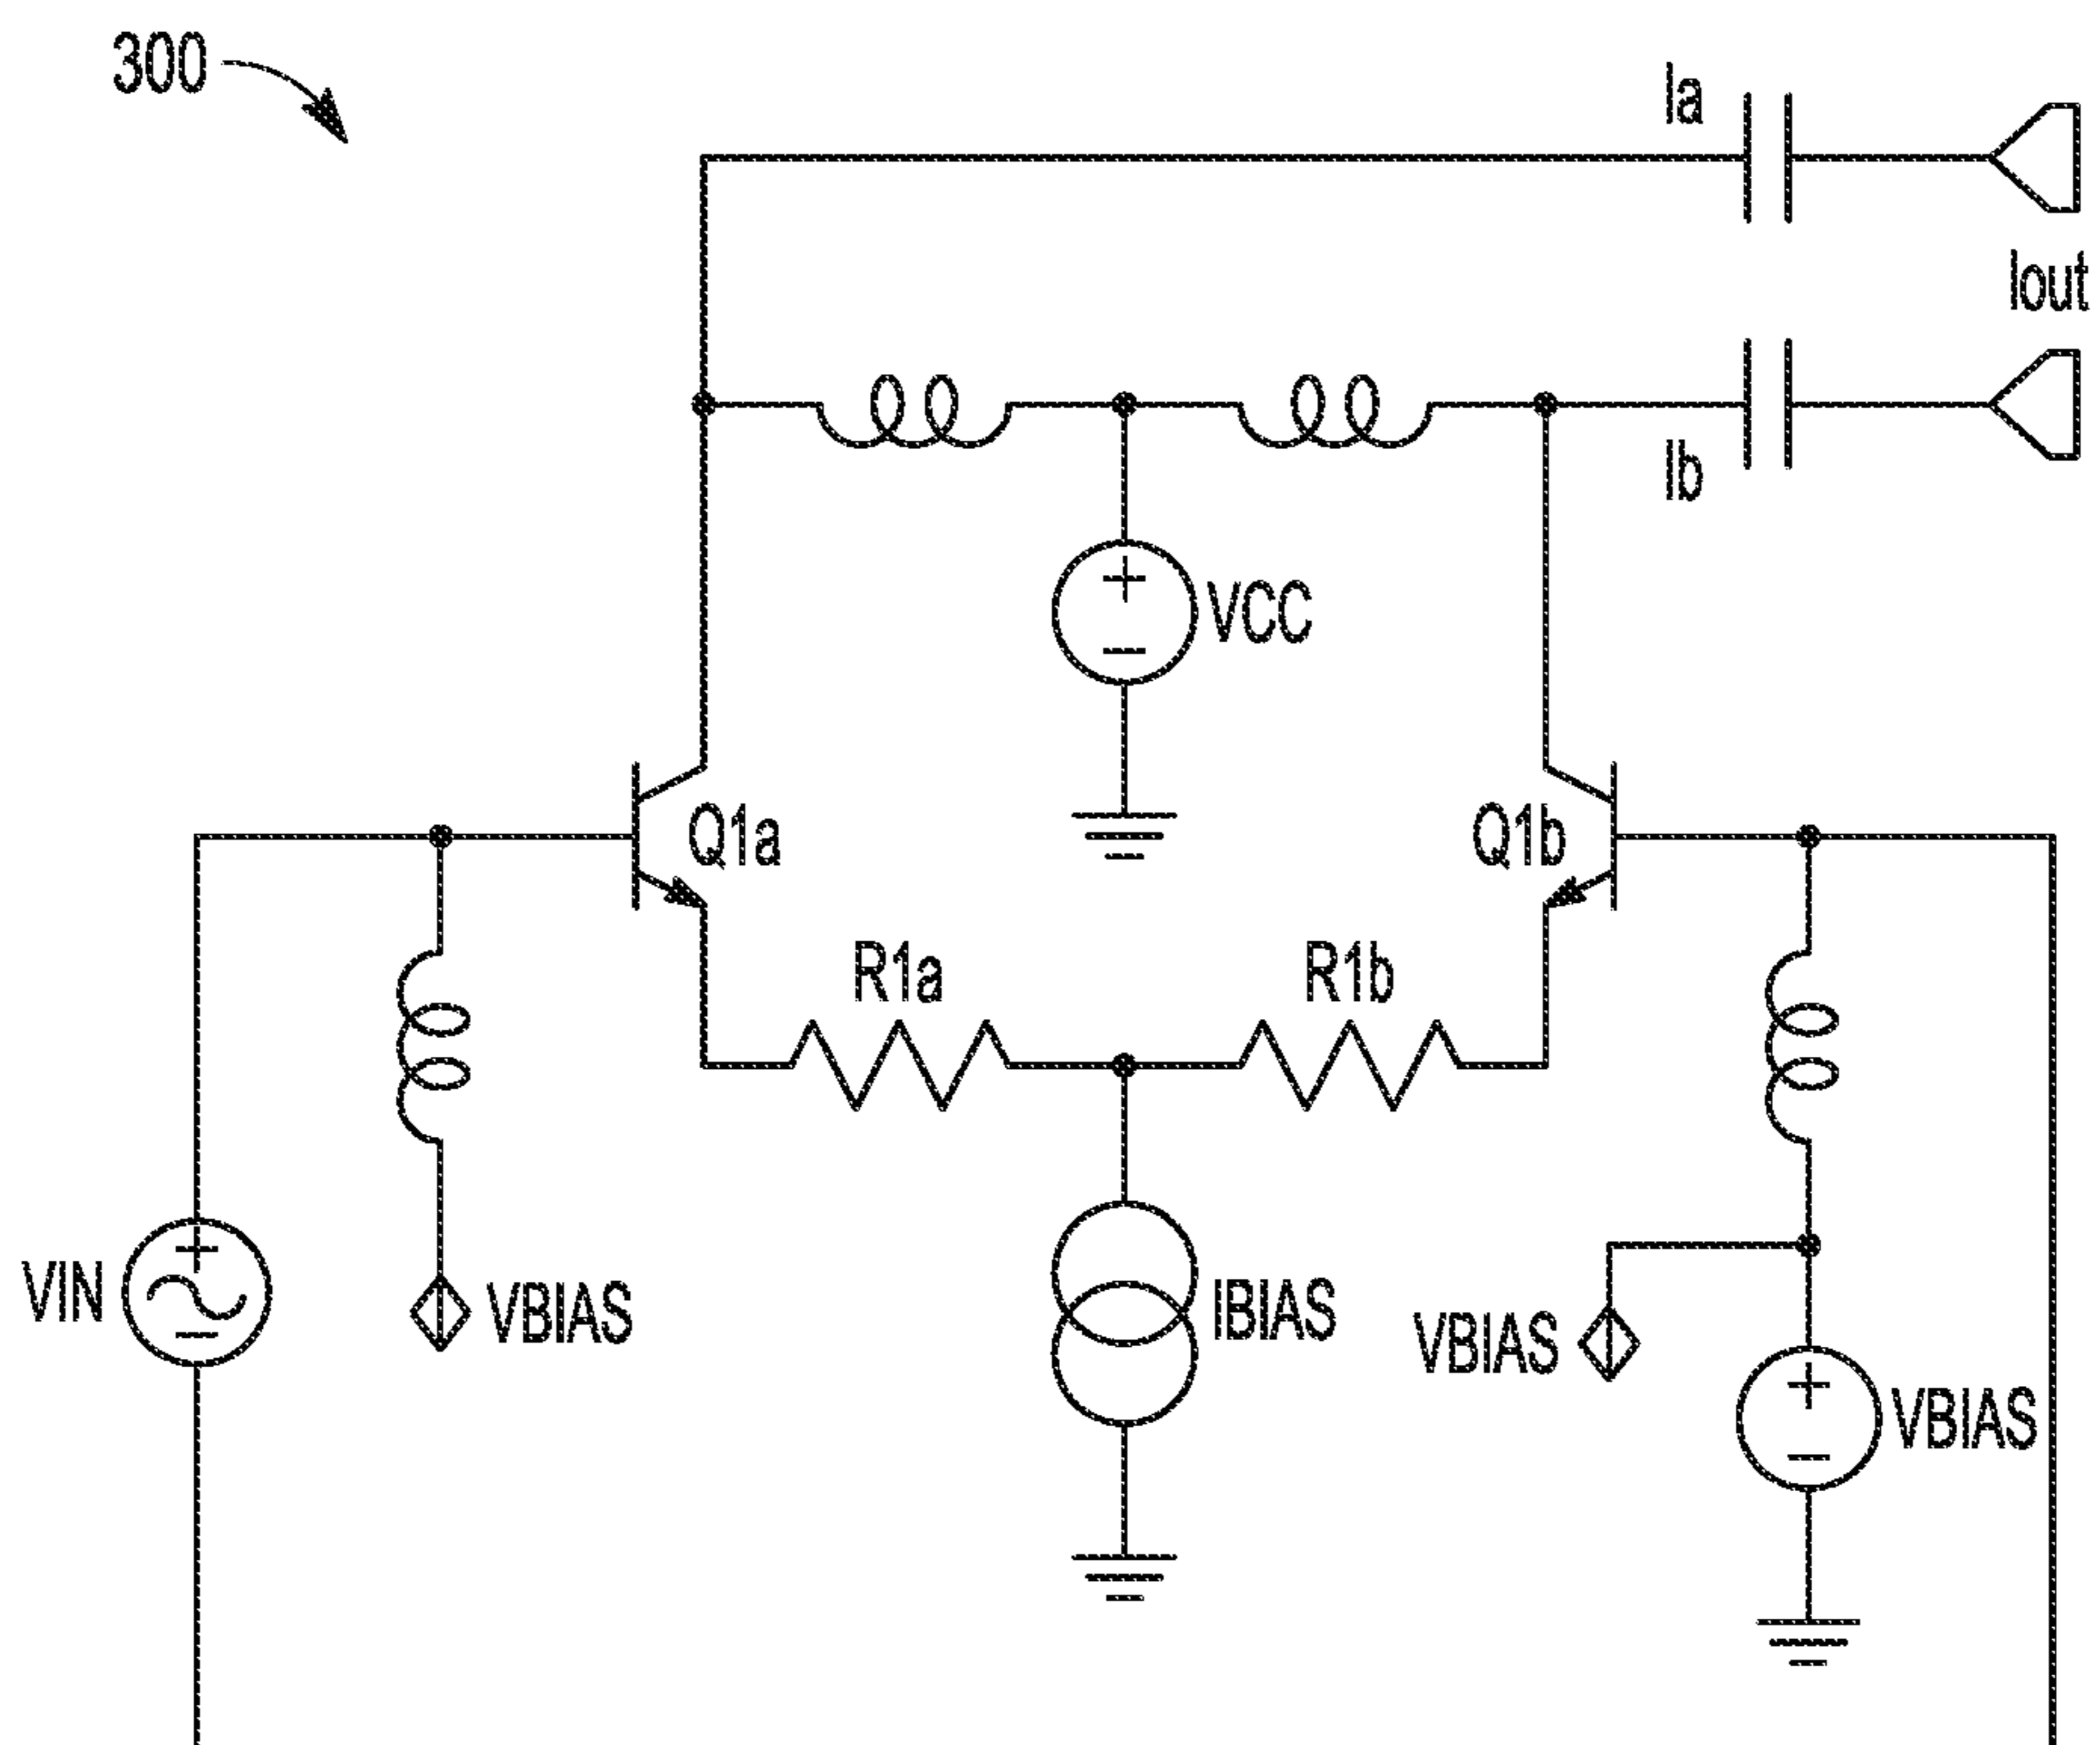 300
Ia
Iout
Ib
VCC
Q1a
Q1b
R1a
R1b
VIN
VBIAS
IBIAS
VBIAS
VBIAS